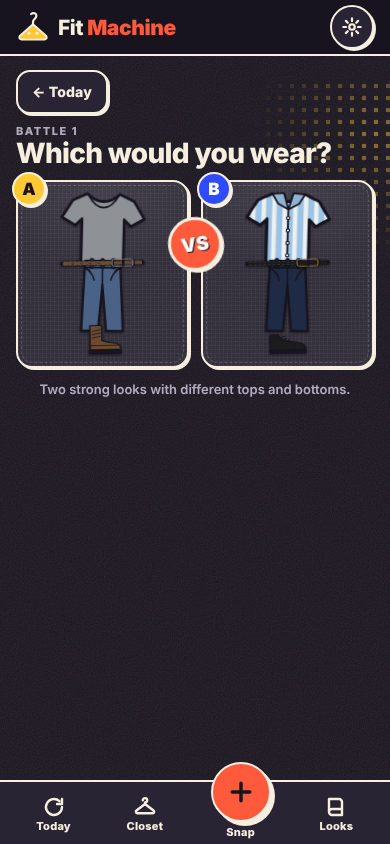 Fit Machine
← Today
BATTLE 1
Which would you wear?
A
B
VS
Two strong looks with different tops and bottoms.
Today
Closet
Snap
Looks